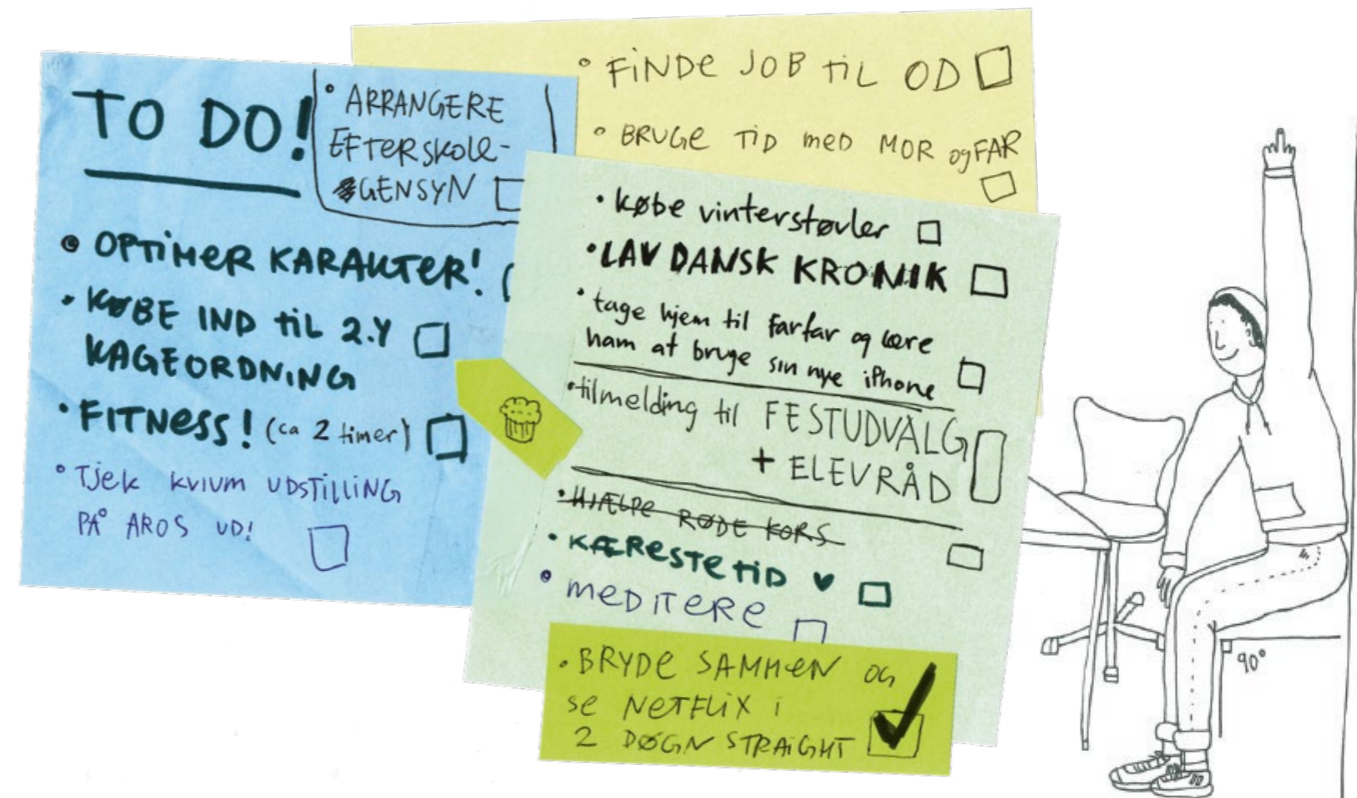 TO DO!
• ARRANGERE
EFTERSKOLE-
GENSYN
• OPTIMER KARAKTER!
• KØBE IND TIL 2.Y
KAGEORDNING
• FITNESS! (ca 2 timer)
• TJEK KVIUM UDSTILLING
PÅ AROS UD!
• FINDE JOB TIL OD
• BRUGE TID MED MOR og FAR
• købe vinterstøvler
• LAV DANSK KRONIK
• tage hjem til farfar og lære
ham at bruge sin nye iPhone
• tilmelding til FESTUDVALG
+ ELEVRÅD
• HJÆLPE RØDE KORS
• KÆRESTETID ♥
• MEDITERE
• BRYDE SAMMEN OG
SE NETFLIX i
2 DØGN STRAIGHT
90°